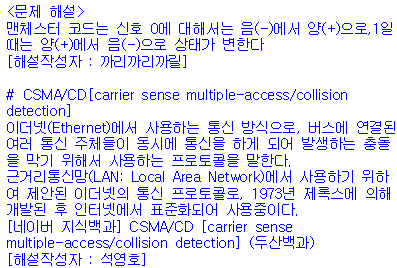 <문제 해설>
맨체스터 코드는 신호 0에 대해서는 음(-)에서 양(+)으로,1일
때는 양(+)에서 음(-)으로 상태가 변한다
[해설작성자 : 까리까리까맇]

# CSMA/CD[carrier sense multiple-access/collision
detection]
이더넷(Ethernet)에서 사용하는 통신 방식으로, 버스에 연결된
여러 통신 주체들이 동시에 통신을 하게 되어 발생하는 충돌
을 막기 위해서 사용하는 프로토콜을 말한다.
근거리통신망(LAN: Local Area Network)에서 사용하기 위하
여 제안된 이더넷의 통신 프로토콜로, 1973년 제록스에 의해
개발된 후 인터넷에서 표준화되어 사용중이다.
[네이버 지식백과] CSMA/CD [carrier sense
multiple-access/collision detection] (두산백과)
[해설작성자 : 석영호]